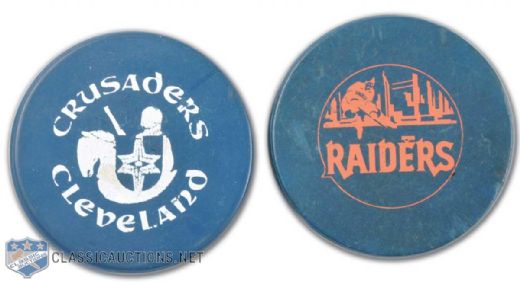 CRUSADERS
CLEVELAND
RAIDERS
CLASSICAUCTIONS.NET